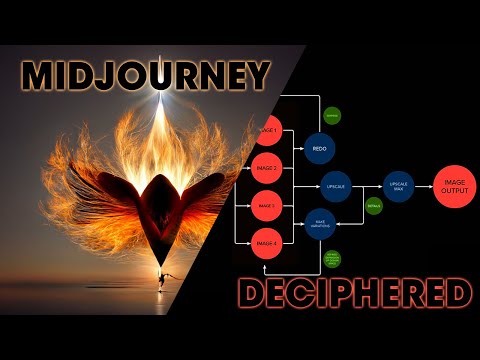 MIDJOURNEY
IMAGE 1
REDO
IMAGE 2
UPSCALE
UPSCALE
MAX
IMAGE
OUTPUT
IMAGE 3
MAKE
VARIATIONS
IMAGE 4
DECIPHERED